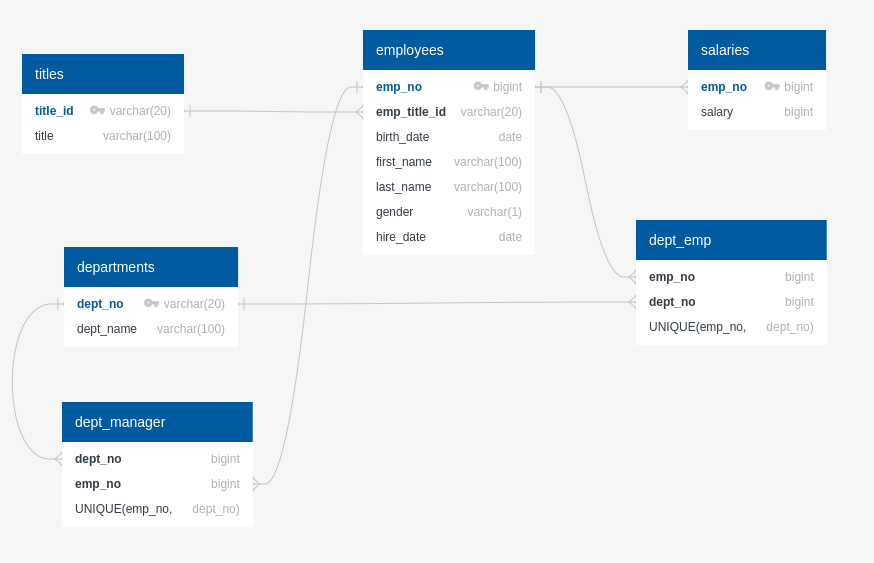 titles
title_id varchar(20)
title varchar(100)
employees
emp_no bigint
emp_title_id varchar(20)
birth_date date
first_name varchar(100)
last_name varchar(100)
gender varchar(1)
hire_date date
salaries
emp_no bigint
salary bigint
departments
dept_no varchar(20)
dept_name varchar(100)
dept_emp
emp_no bigint
dept_no bigint
UNIQUE(emp_no, dept_no)
dept_manager
dept_no bigint
emp_no bigint
UNIQUE(emp_no, dept_no)